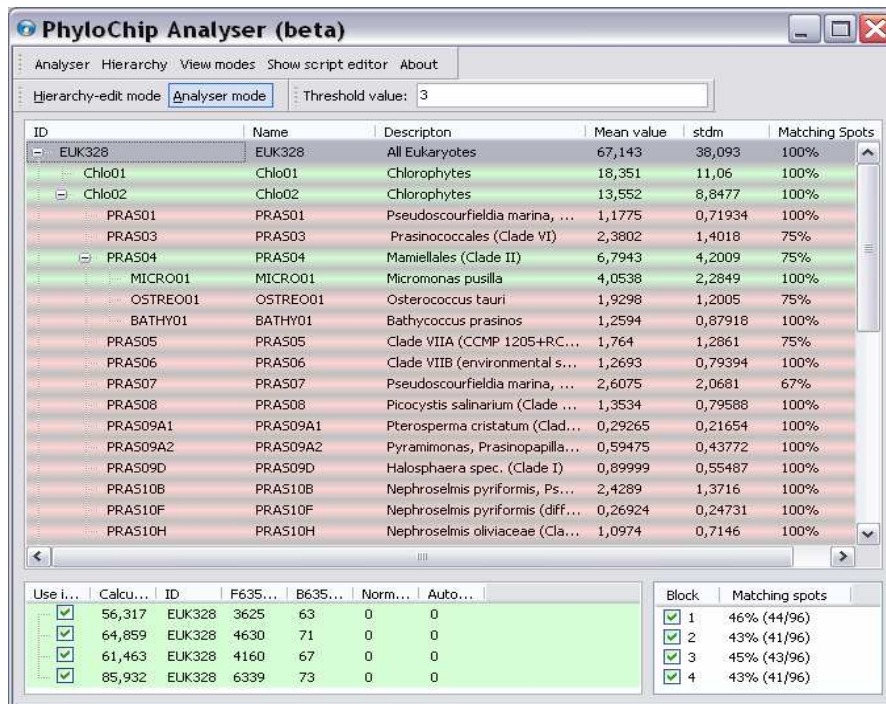 PhyloChip Analyser (beta)
Analyser Hierarchy View modes Show script editor About
Hierarchy-edit mode Analyser mode Threshold value: 3
ID Name Descripton Mean value stdm Matching Spots
EUK328 EUK328 All Eukaryotes 67,143 38,093 100%
Chlo01 Chlo01 Chlorophytes 18,351 11,06 100%
Chlo02 Chlo02 Chlorophytes 13,552 8,8477 100%
PRAS01 PRAS01 Pseudoscourfieldia marina, ... 1,1775 0,71934 100%
PRAS03 PRAS03 Prasinococcales (Clade VI) 2,3802 1,4018 75%
PRAS04 PRAS04 Mamiellales (Clade II) 6,7943 4,2009 75%
MICRO01 MICRO01 Micromonas pusilla 4,0538 2,2849 100%
OSTREO01 OSTREO01 Osterococcus tauri 1,9298 1,2005 75%
BATHY01 BATHY01 Bathycoccus prasinos 1,2594 0,87918 100%
PRAS05 PRAS05 Clade VIIA (CCMP 1205+RC... 1,764 1,2861 75%
PRAS06 PRAS06 Clade VIIB (environmental s... 1,2693 0,79394 100%
PRAS07 PRAS07 Pseudoscourfieldia marina, ... 2,6075 2,0681 67%
PRAS08 PRAS08 Picocystis salinarium (Clade ... 1,3534 0,79588 100%
PRAS09A1 PRAS09A1 Pterosperma cristatum (Clad... 0,29265 0,21654 100%
PRAS09A2 PRAS09A2 Pyramimonas, Prasinopapilla... 0,59475 0,43772 100%
PRAS09D PRAS09D Halosphaera spec. (Clade I) 0,89999 0,55487 100%
PRAS10B PRAS10B Nephroselmis pyriformis, Ps... 2,4289 1,3716 100%
PRAS10F PRAS10F Nephroselmis pyriformis (diff... 0,26924 0,24731 100%
PRAS10H PRAS10H Nephroselmis oliviaceae (Cla... 1,0974 0,7146 100%
Use i... Calcu... ID F635... B635... Norm... Auto...
56,317 EUK328 3625 63 0 0
64,859 EUK328 4630 71 0 0
61,463 EUK328 4160 67 0 0
85,932 EUK328 6339 73 0 0
Block Matching spots
1 46% (44/96)
2 43% (41/96)
3 45% (43/96)
4 43% (41/96)